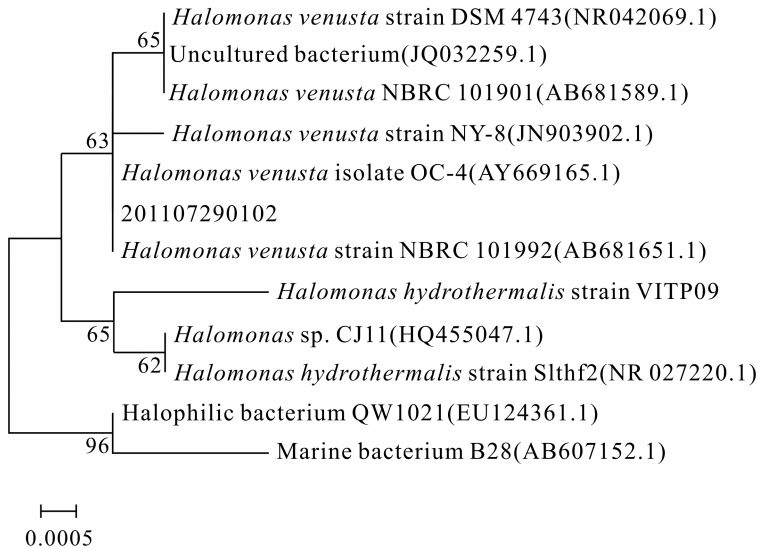 Halomonas venusta strain DSM 4743(NR042069.1)
65
Uncultured bacterium(JQ032259.1)
Halomonas venusta NBRC 101901(AB681589.1)
Halomonas venusta strain NY-8(JN903902.1)
63
Halomonas venusta isolate OC-4(AY669165.1)
201107290102
Halomonas venusta strain NBRC 101992(AB681651.1)
Halomonas hydrothermalis strain VITP09
65
Halomonas sp. CJ11(HQ455047.1)
62
Halomonas hydrothermalis strain Slthf2(NR 027220.1)
Halophilic bacterium QW1021(EU124361.1)
96
Marine bacterium B28(AB607152.1)
0.0005